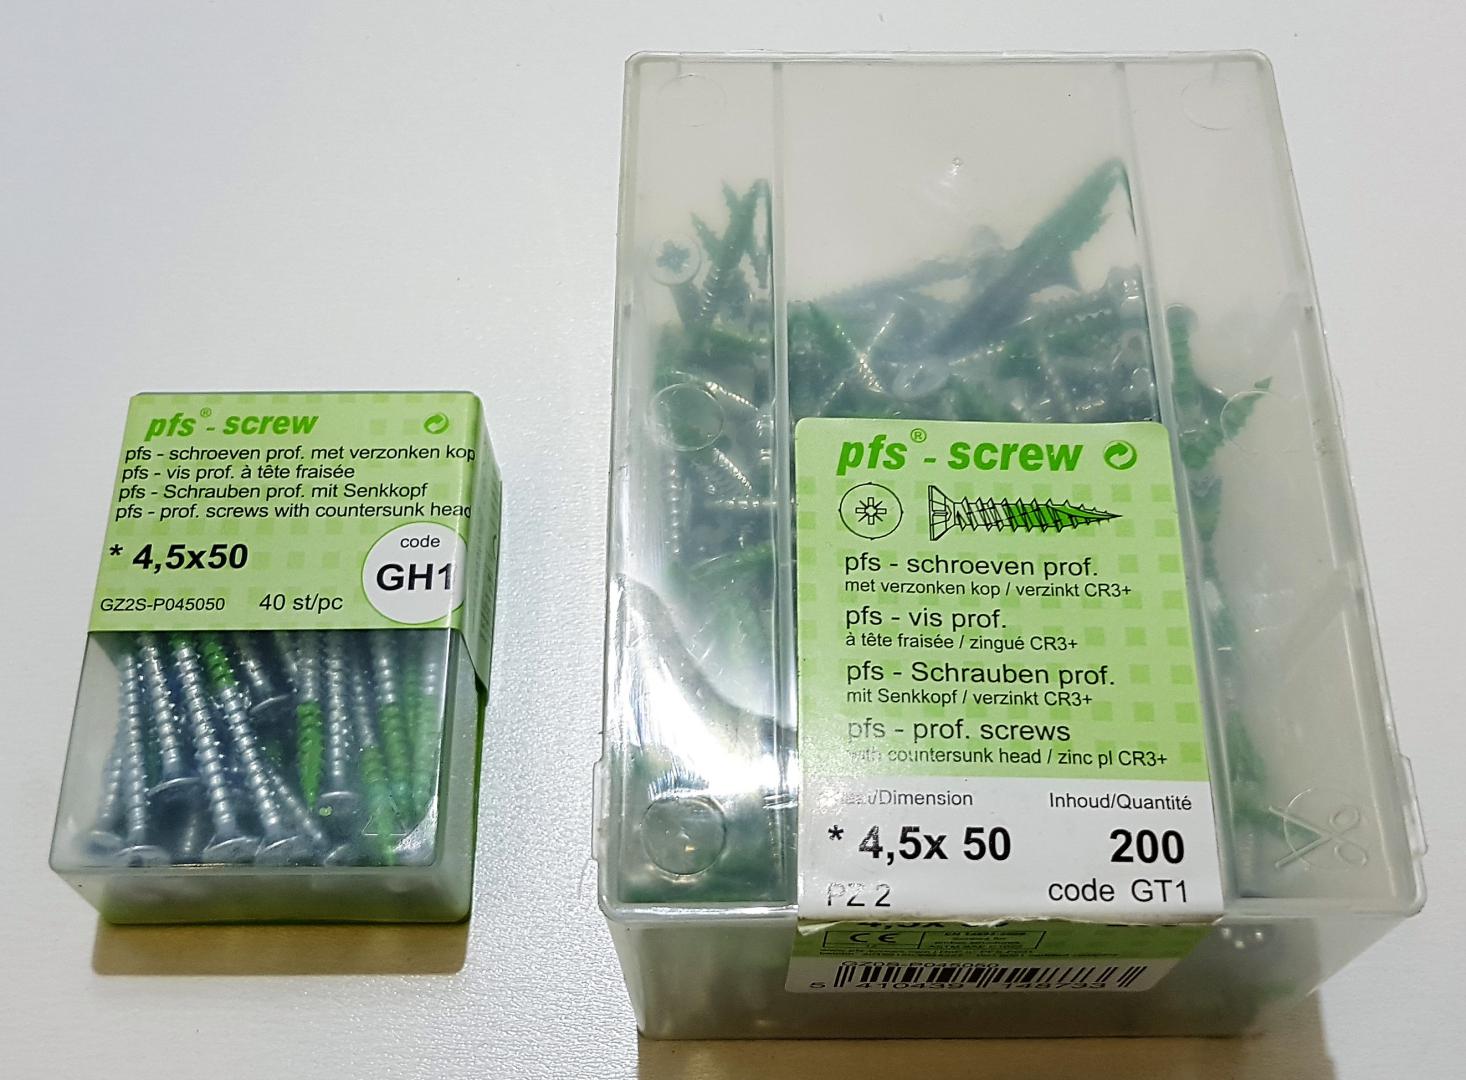 pfs® - screw
pfs - schroeven prof. met verzonken kop
pfs - vis prof. à tête fraisée
pfs - Schrauben prof. mit Senkkopf
pfs - prof. screws with countersunk head
* 4,5x50
code
GH1
GZ2S-P045050 40 st/pc
pfs® - screw
pfs - schroeven prof.
met verzonken kop / verzinkt CR3+
pfs - vis prof.
à tête fraisée / zingué CR3+
pfs - Schrauben prof.
mit Senkkopf / verzinkt CR3+
pfs - prof. screws
with countersunk head / zinc pl CR3+
/Dimension Inhoud/Quantité
* 4,5x 50 200
PZ 2 code GT1
CE
5 410439 148733